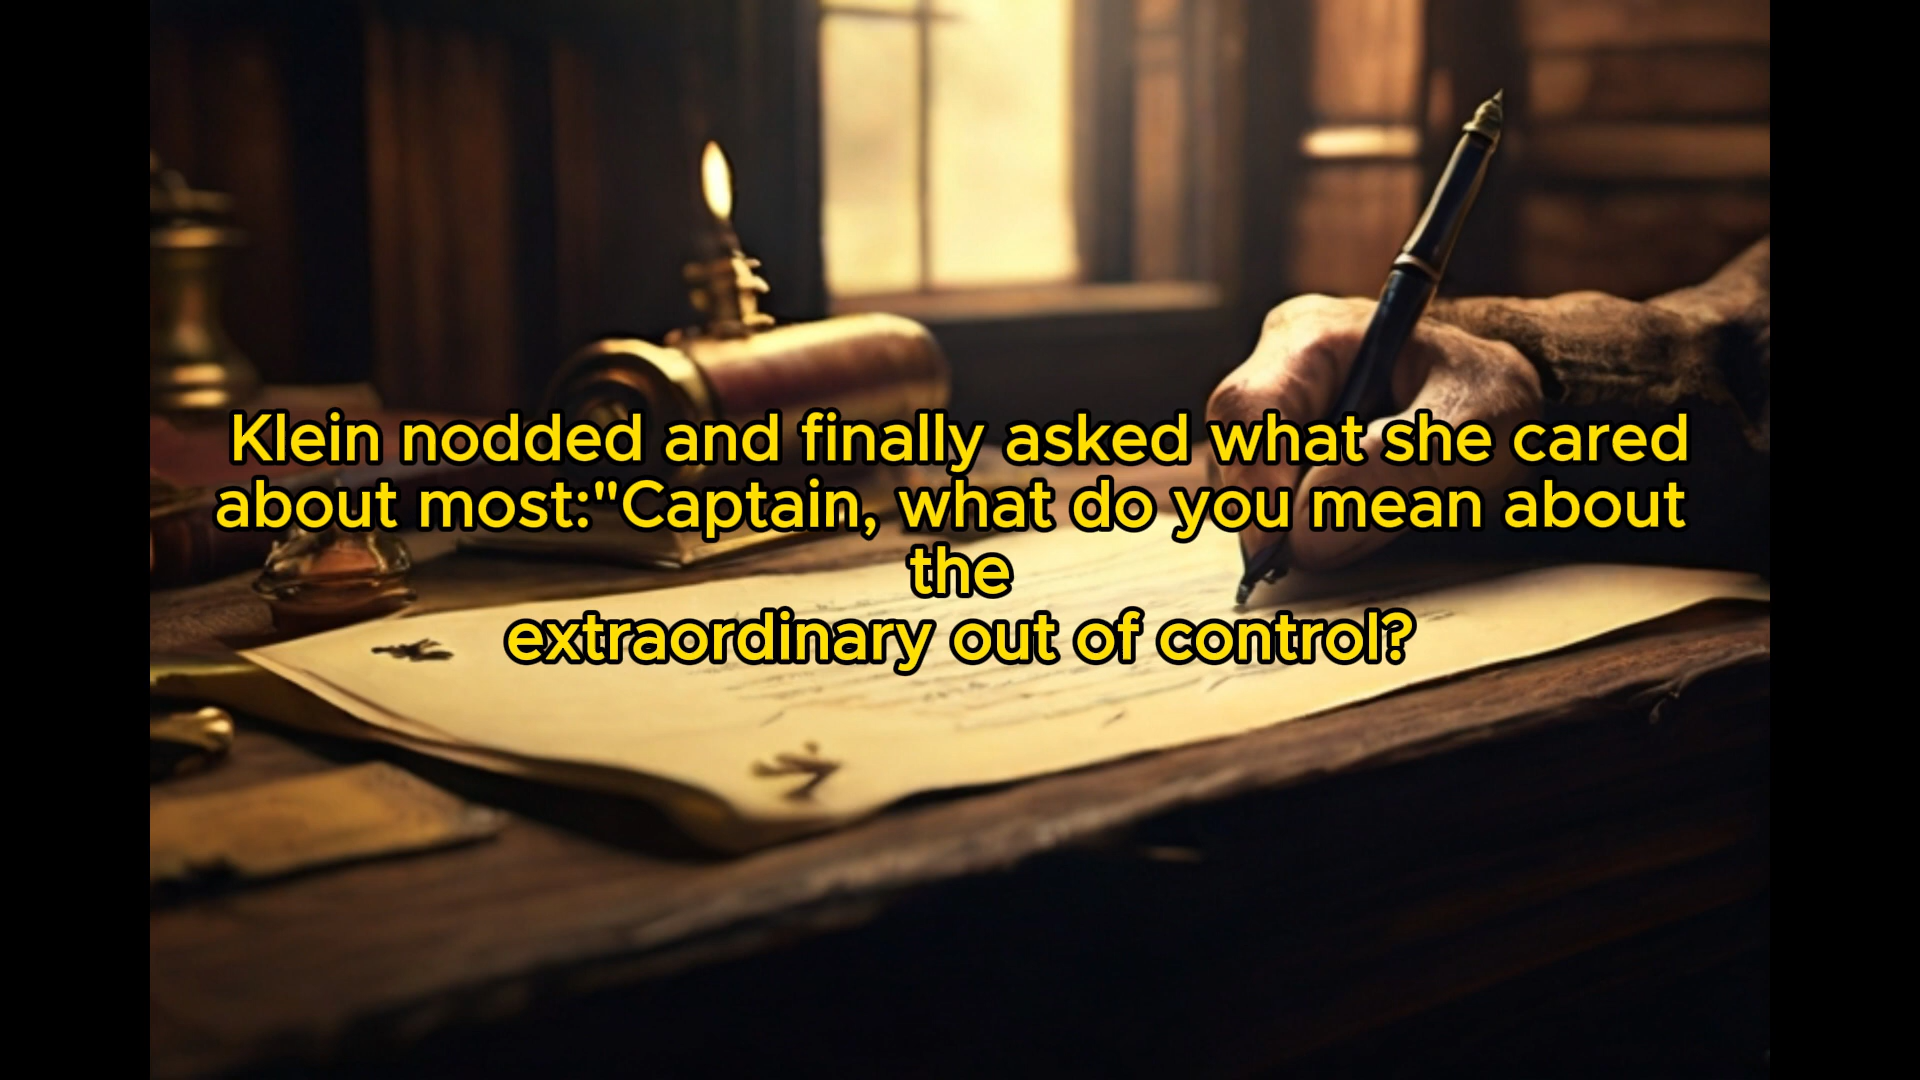 Klein nodded and finally asked what she cared
about most:"Captain, what do you mean about
the
extraordinary out of control?